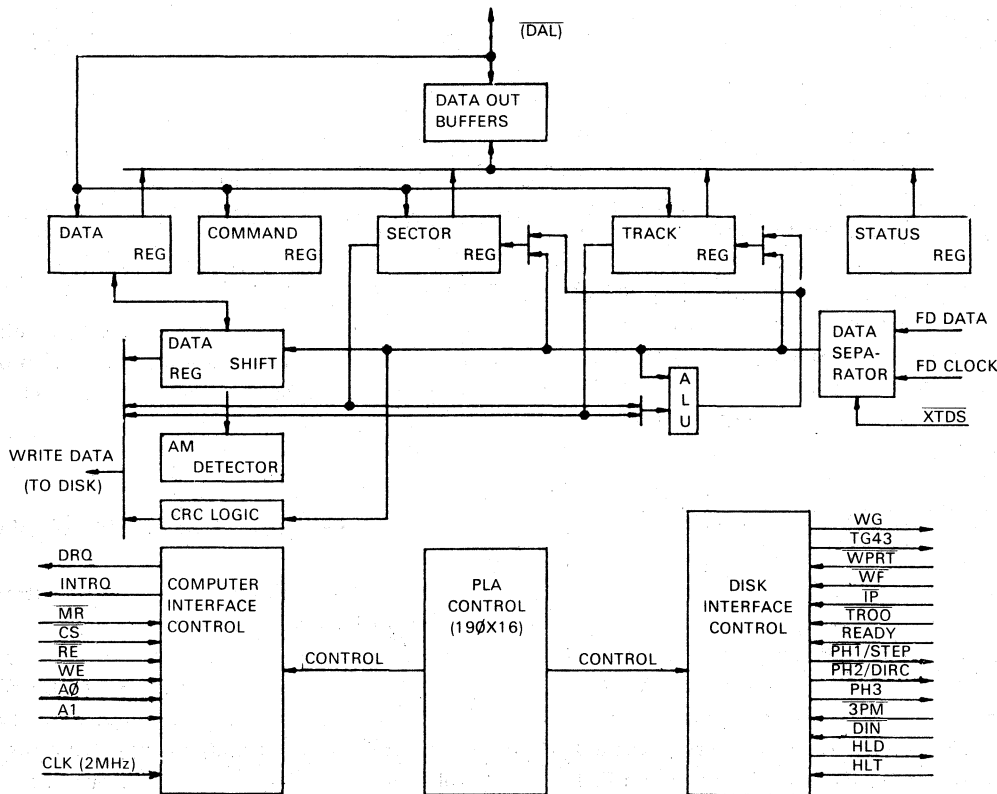 (DAL)
DATA OUT
BUFFERS
DATA
REG
COMMAND
REG
SECTOR
REG
TRACK
REG
STATUS
REG
DATA
SHIFT
REG
DATA
SEPA-
RATOR
FD DATA
FD CLOCK
XTDS
A
L
U
AM
DETECTOR
WRITE DATA
(TO DISK)
CRC LOGIC
DRQ
INTRQ
MR
CS
RE
WE
AØ
A1
CLK (2MHz)
COMPUTER
INTERFACE
CONTROL
CONTROL
PLA
CONTROL
(19ØX16)
CONTROL
DISK
INTERFACE
CONTROL
WG
TG43
WPRT
WF
IP
TROO
READY
PH1/STEP
PH2/DIRC
PH3
3PM
DIN
HLD
HLT